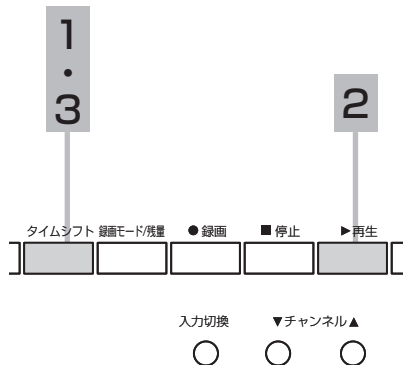 1・3
2
タイムシフト 録画モード/残量 ●録画 ■停止 ▶再生
入力切換 ▼チャンネル▲